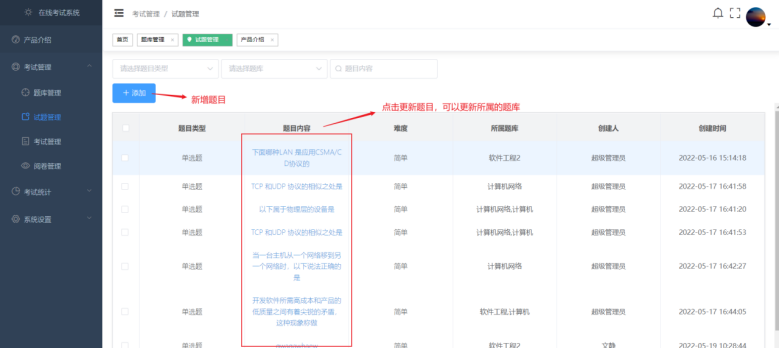 在线考试系统
考试管理 / 试题管理
产品介绍
首页
题库管理 ×
试题管理
产品介绍 ×
考试管理
请选择题目类型
请选择题库
题目内容
题库管理
+ 添加
新增题目
点击更新题目，可以更新所属的题库
试题管理
题目类型 题目内容 难度 所属题库 创建人 创建时间
考试管理
阅卷管理
考试统计
系统设置
单选题 下面哪种LAN 是应用CSMA/C
D协议的 简单 软件工程2 超级管理员 2022-05-16 15:14:18
单选题 TCP 和UDP 协议的相似之处是 简单 计算机网络 超级管理员 2022-05-17 16:41:58
单选题 以下属于物理层的设备是 简单 计算机网络,计算机 超级管理员 2022-05-17 16:41:20
单选题 TCP 和UDP 协议的相似之处是 简单 计算机网络,计算机 超级管理员 2022-05-17 16:41:53
单选题 当一台主机从一个网络移到另
一个网络时，以下说法正确的
是 简单 计算机网络 超级管理员 2022-05-17 16:42:27
单选题 开发软件所需高成本和产品的
低质量之间有着尖锐的矛盾，
这种现象称做 简单 软件工程,计算机 超级管理员 2022-05-17 16:44:05
单选题 简单 软件工程2 文静 2022-05-19 10:28:44